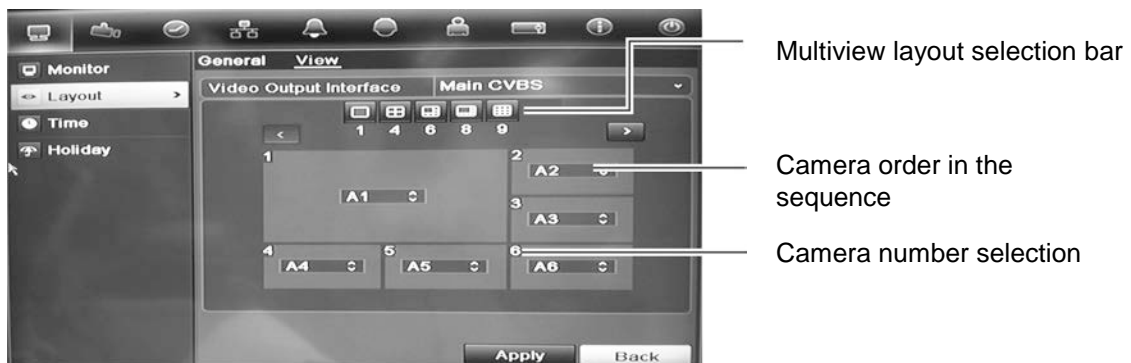 Monitor
Layout >
Time
Holiday
General View
Video Output Interface Main CVBS
1 4 6 8 9
< >
1
A1
2
A2
3
A3
4
A4
5
A5
6
A6
Apply Back
Multiview layout selection bar
Camera order in the
sequence
Camera number selection